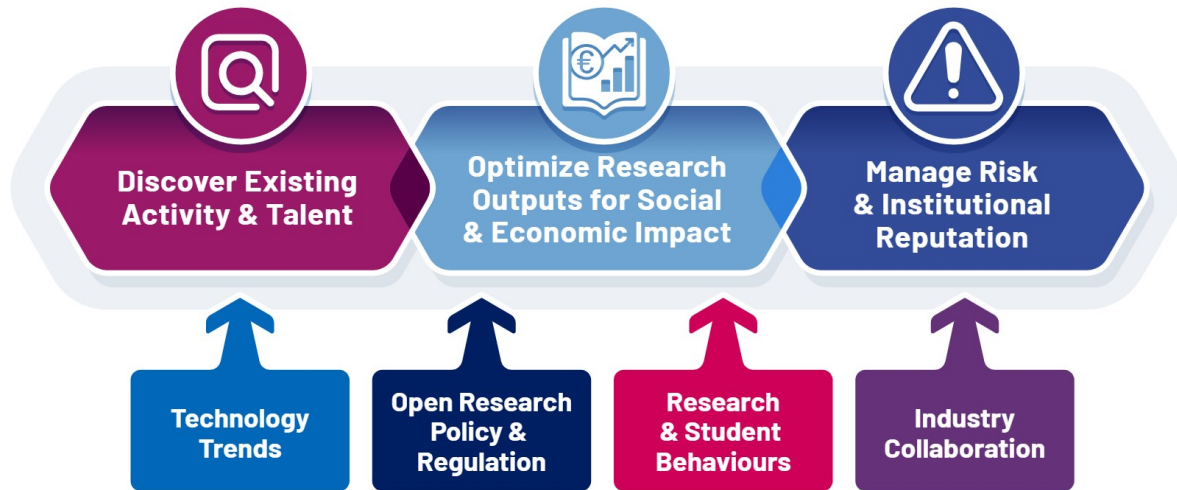 €
Discover Existing
Activity & Talent
Optimize Research
Outputs for Social
& Economic Impact
Manage Risk
& Institutional
Reputation
Technology
Trends
Open Research
Policy &
Regulation
Research
& Student
Behaviours
Industry
Collaboration